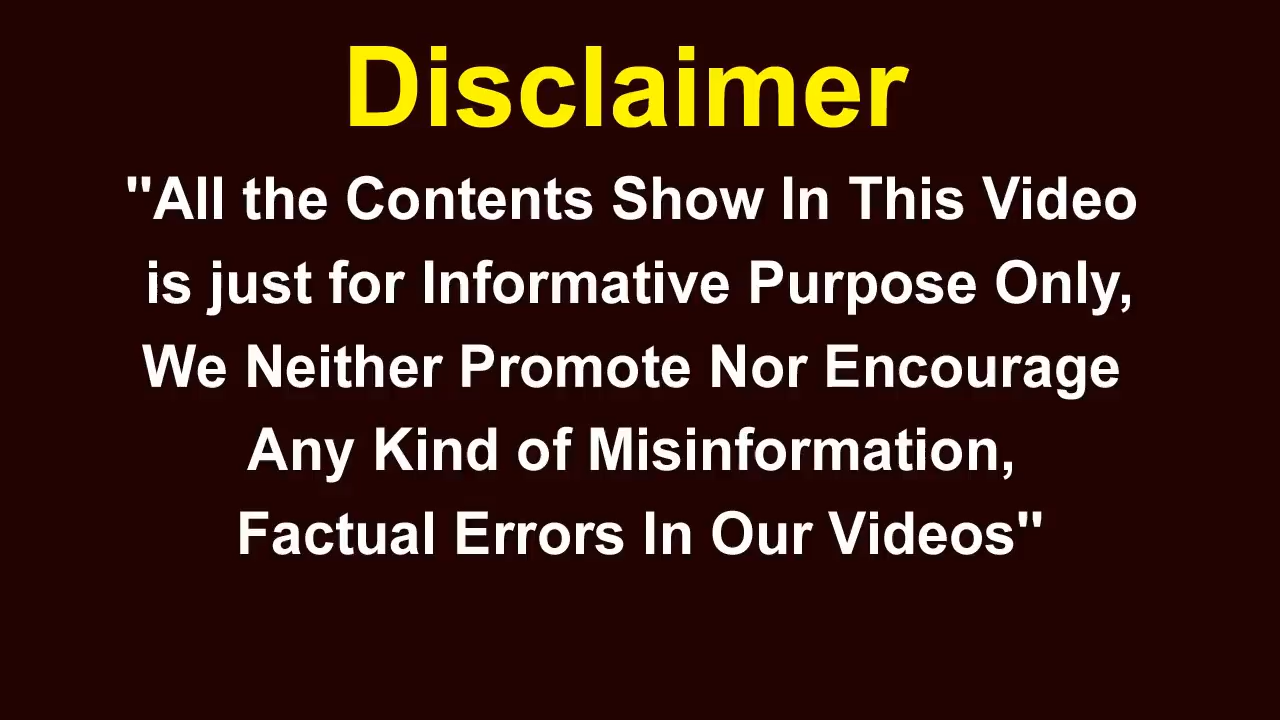 Disclaimer
"All the Contents Show In This Video
is just for Informative Purpose Only,
We Neither Promote Nor Encourage
Any Kind of Misinformation,
Factual Errors In Our Videos"